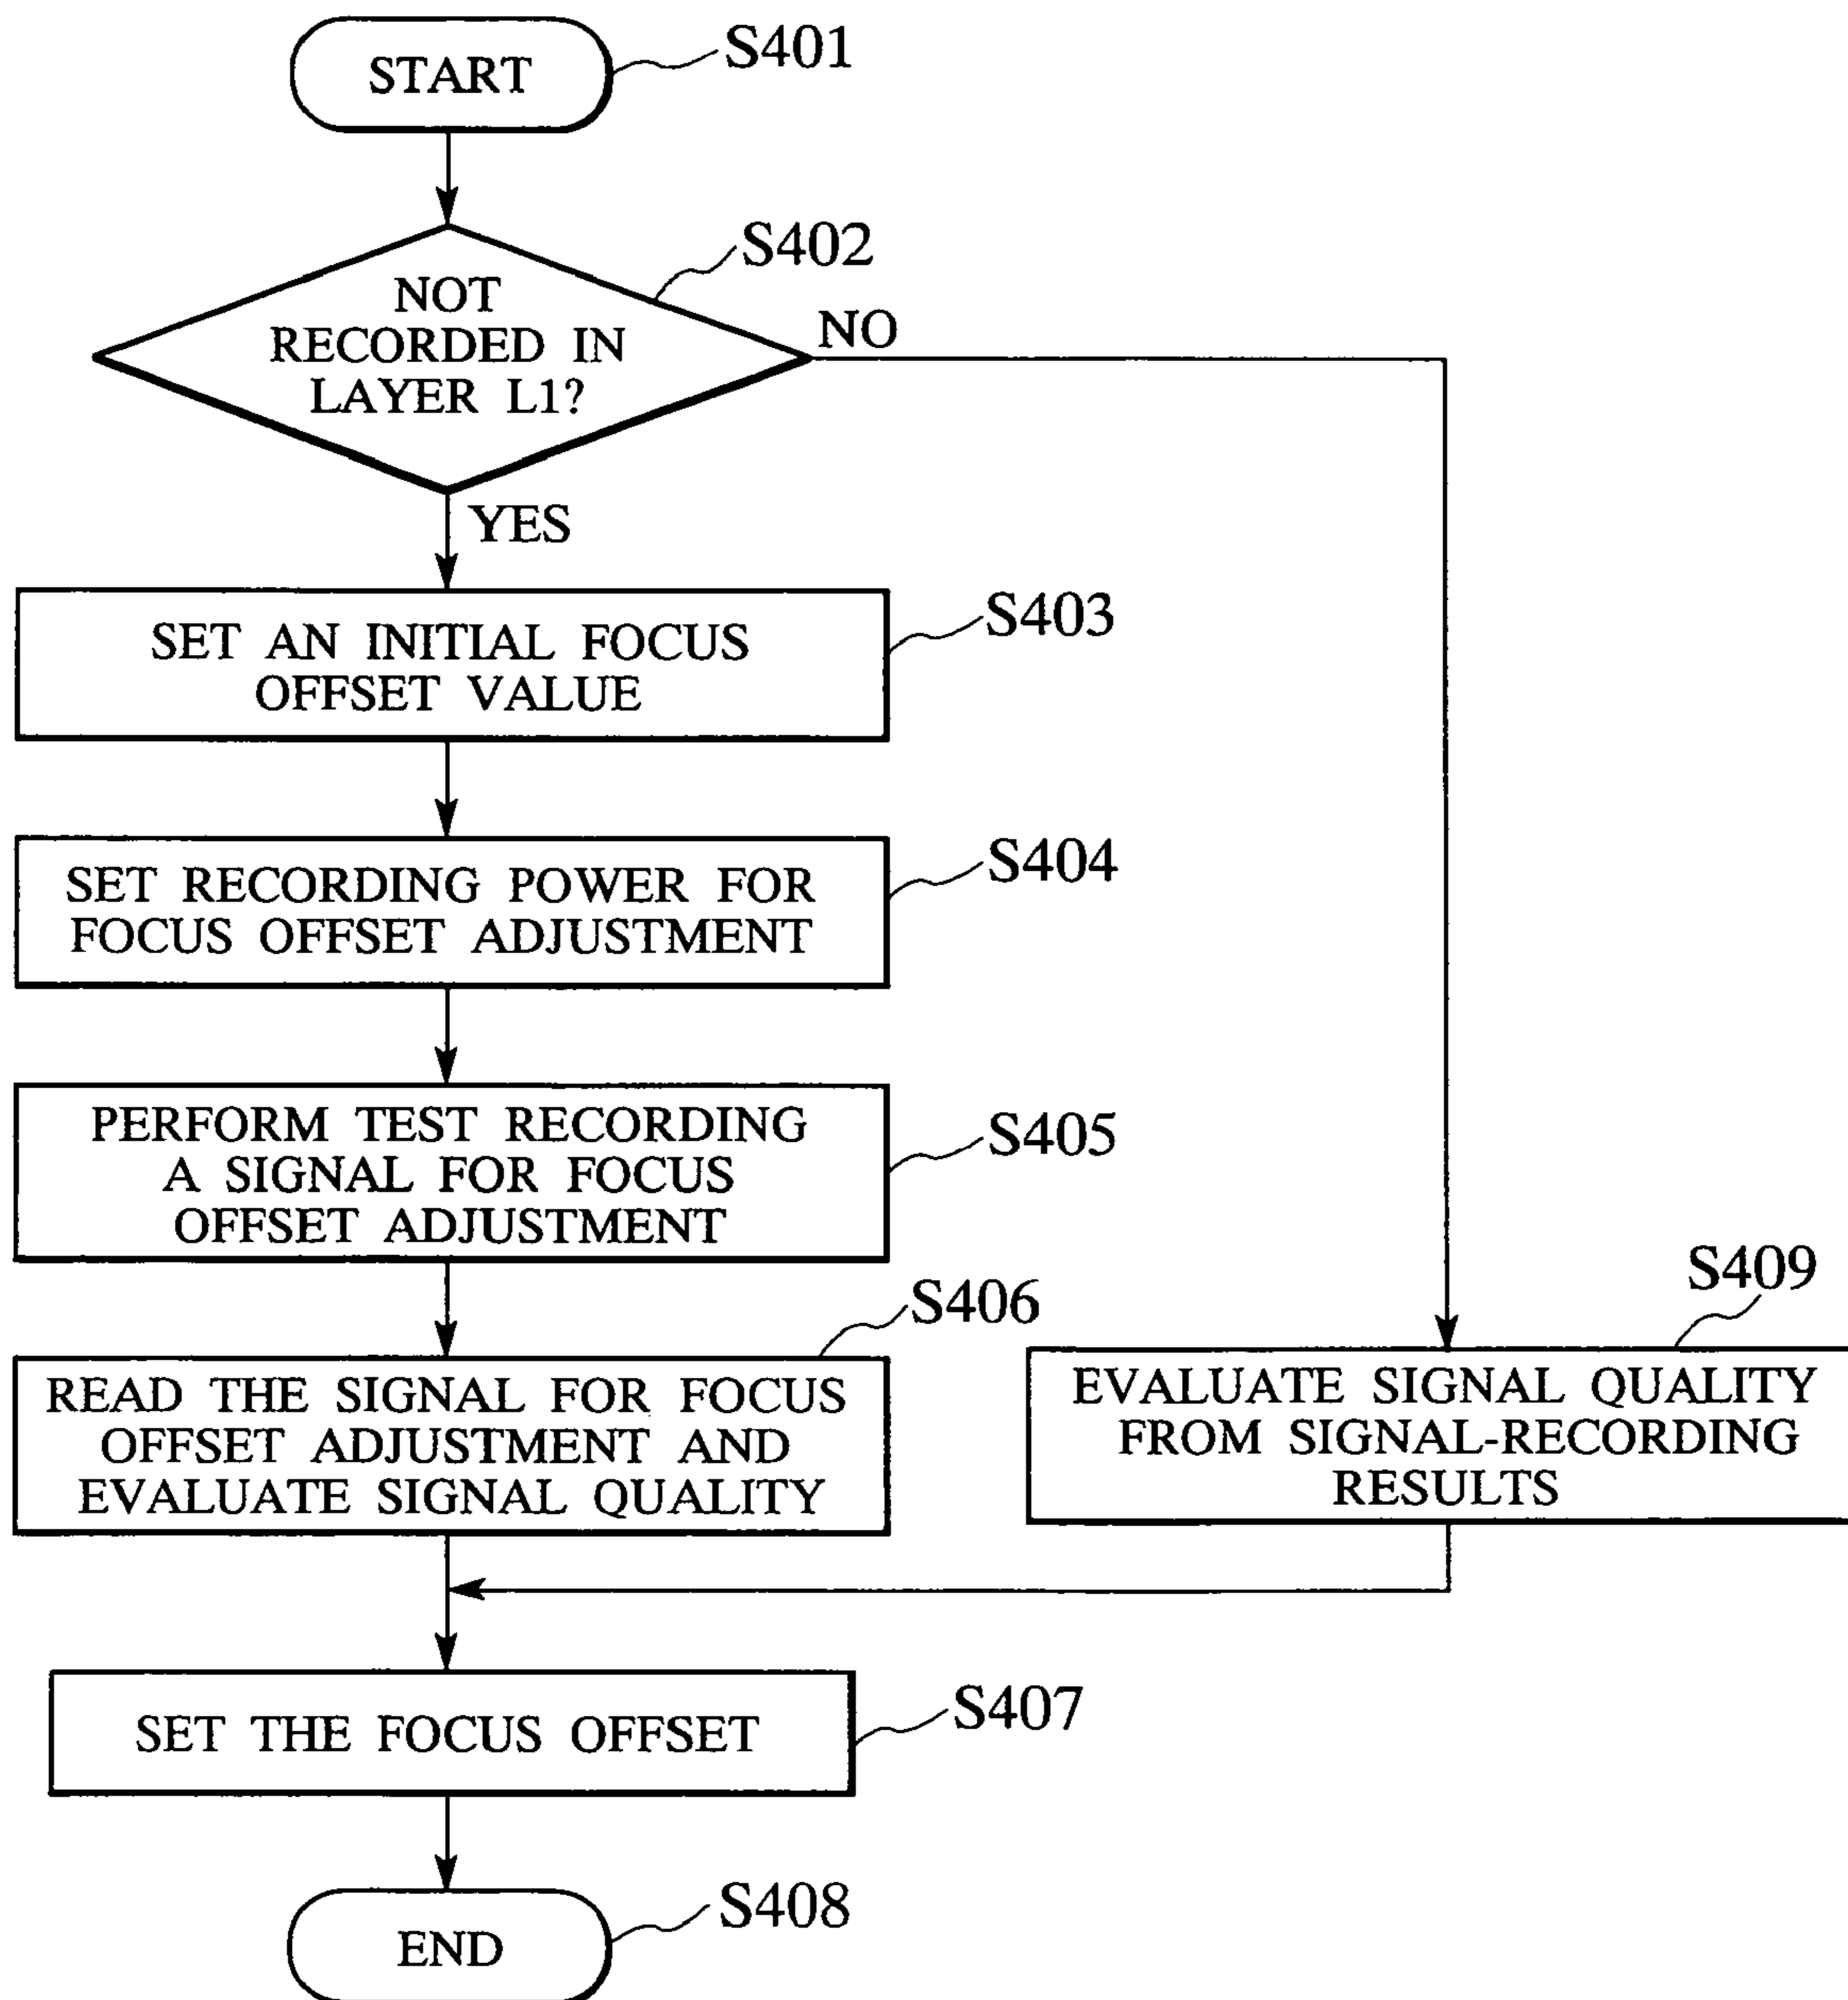 START
S401
S402
NOT
RECORDED IN
LAYER L1?
NO
YES
SET AN INITIAL FOCUS
OFFSET VALUE
S403
SET RECORDING POWER FOR
FOCUS OFFSET ADJUSTMENT
S404
PERFORM TEST RECORDING
A SIGNAL FOR FOCUS
OFFSET ADJUSTMENT
S405
S406
READ THE SIGNAL FOR FOCUS
OFFSET ADJUSTMENT AND
EVALUATE SIGNAL QUALITY
S409
EVALUATE SIGNAL QUALITY
FROM SIGNAL-RECORDING
RESULTS
SET THE FOCUS OFFSET
S407
END
S408